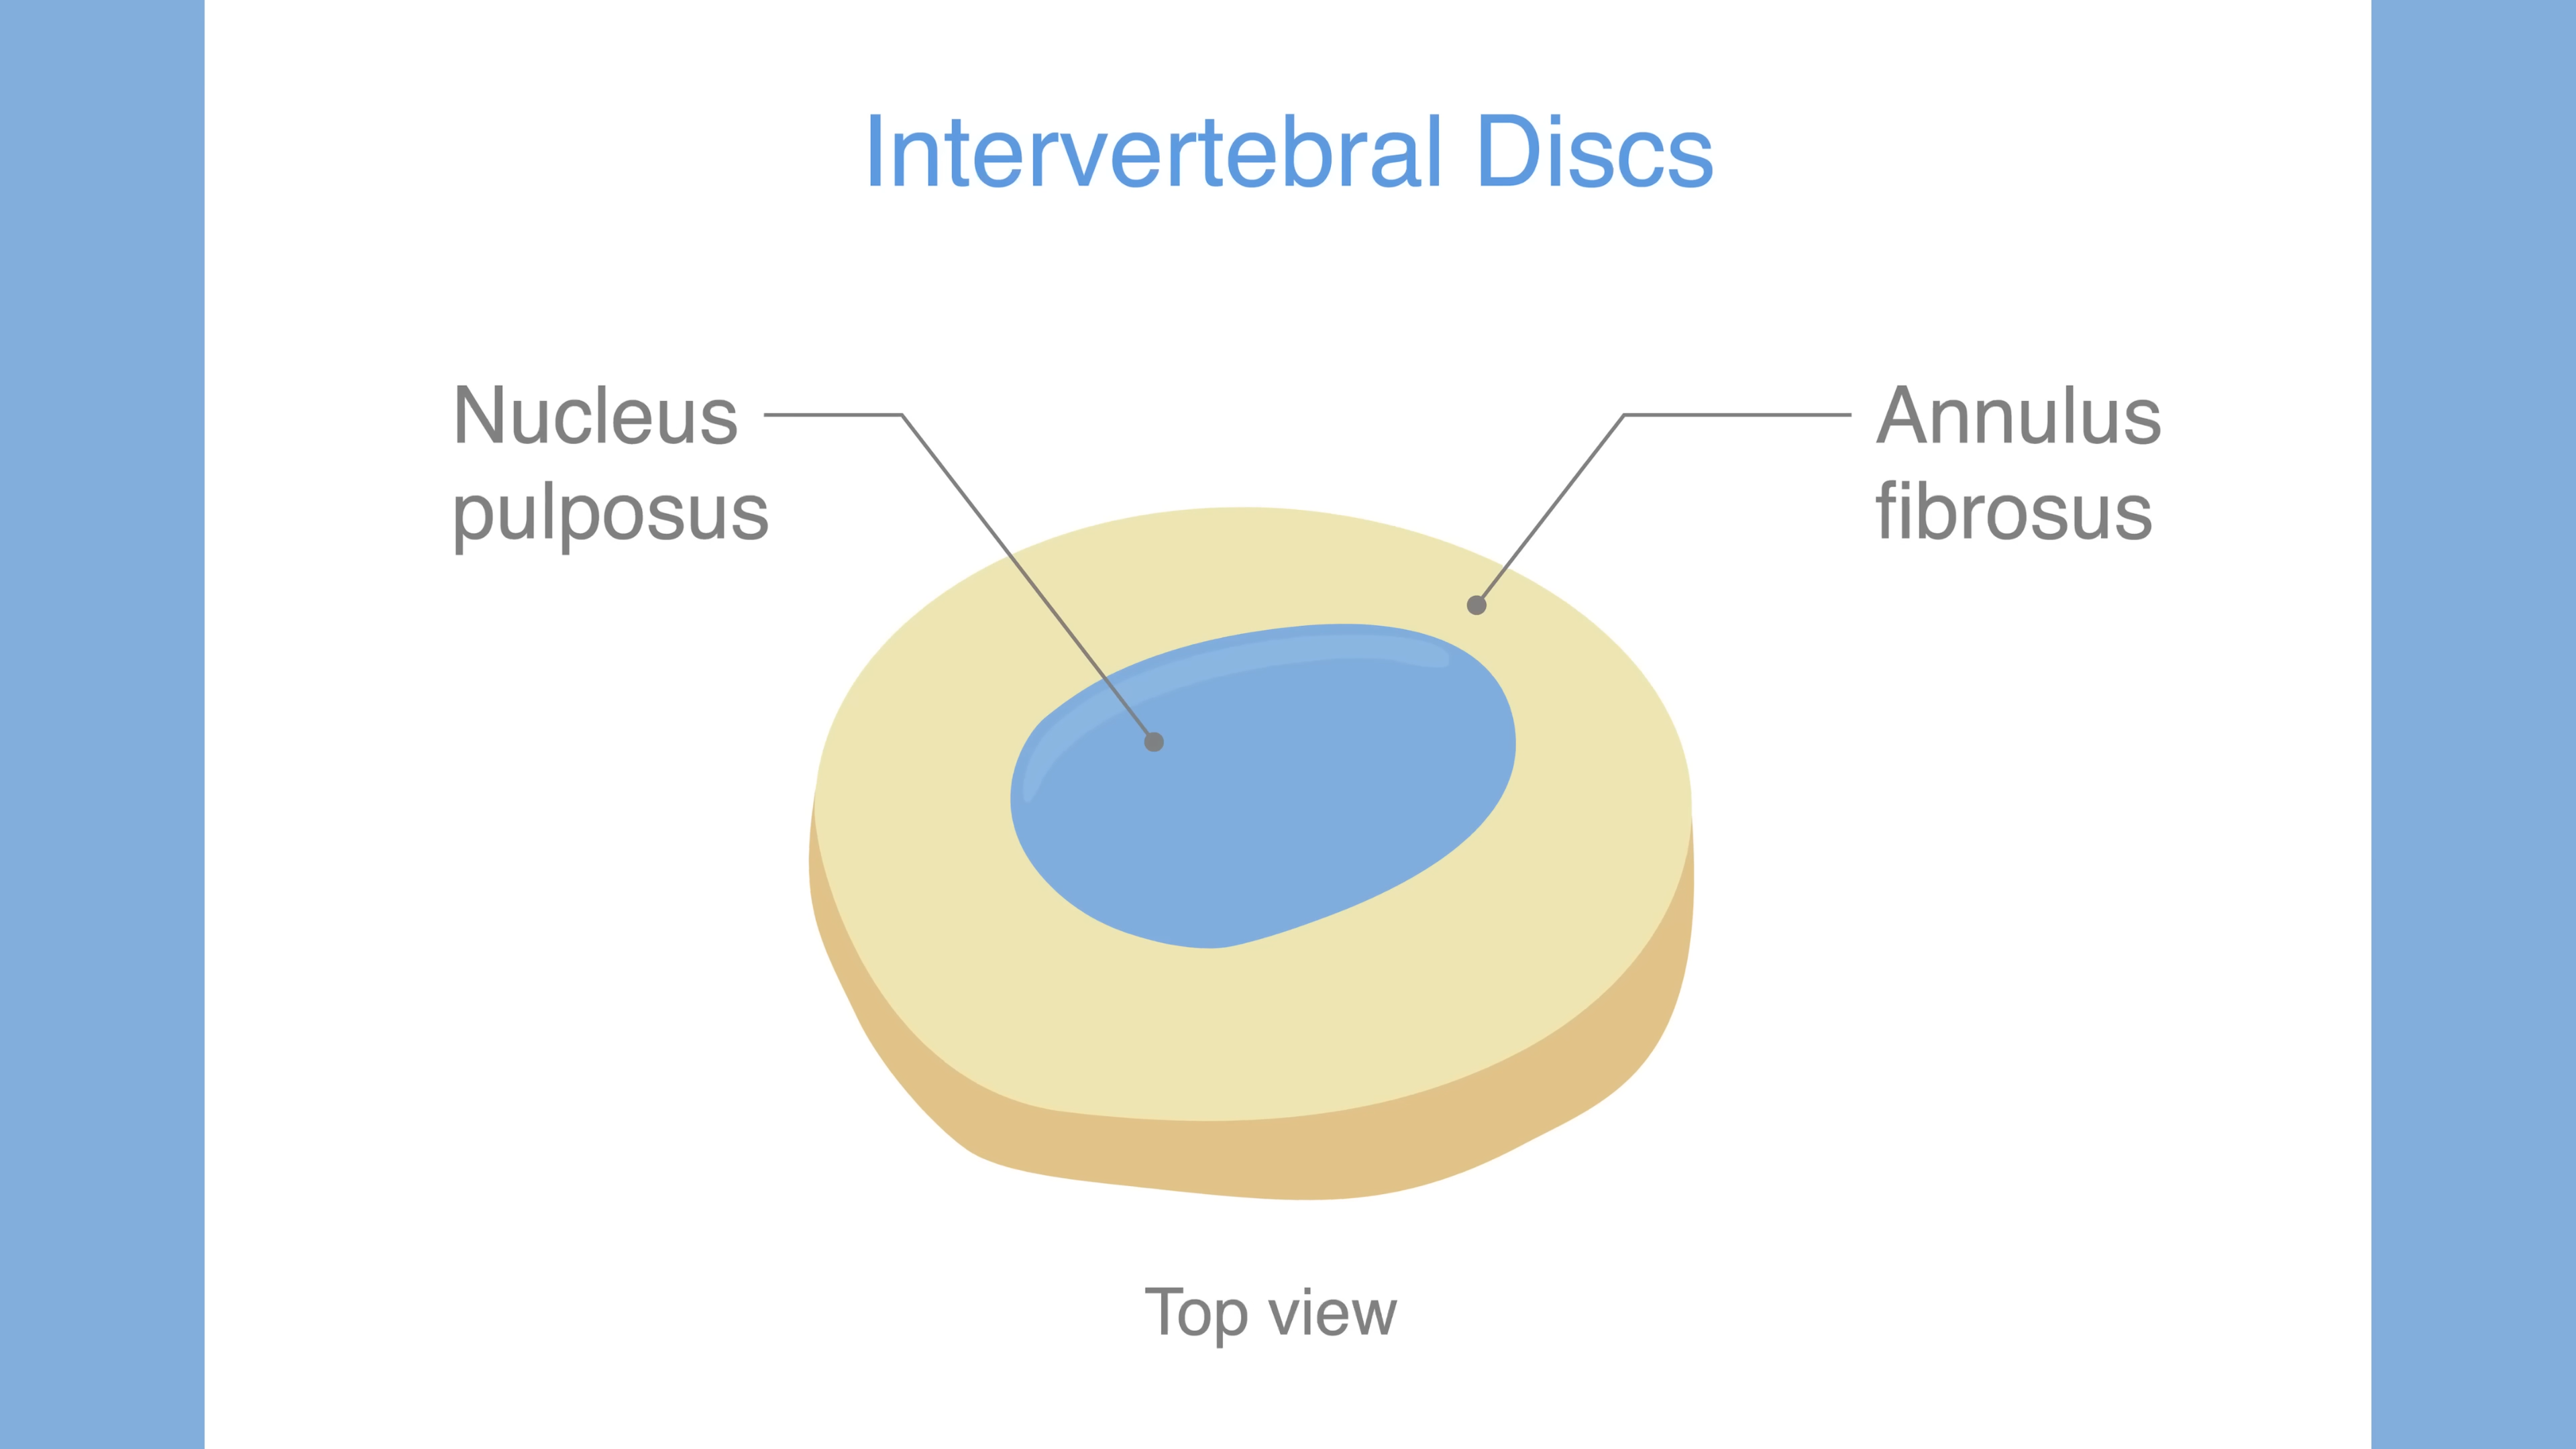 Intervertebral Discs
Nucleus
pulposus
Annulus
fibrosus
Top view